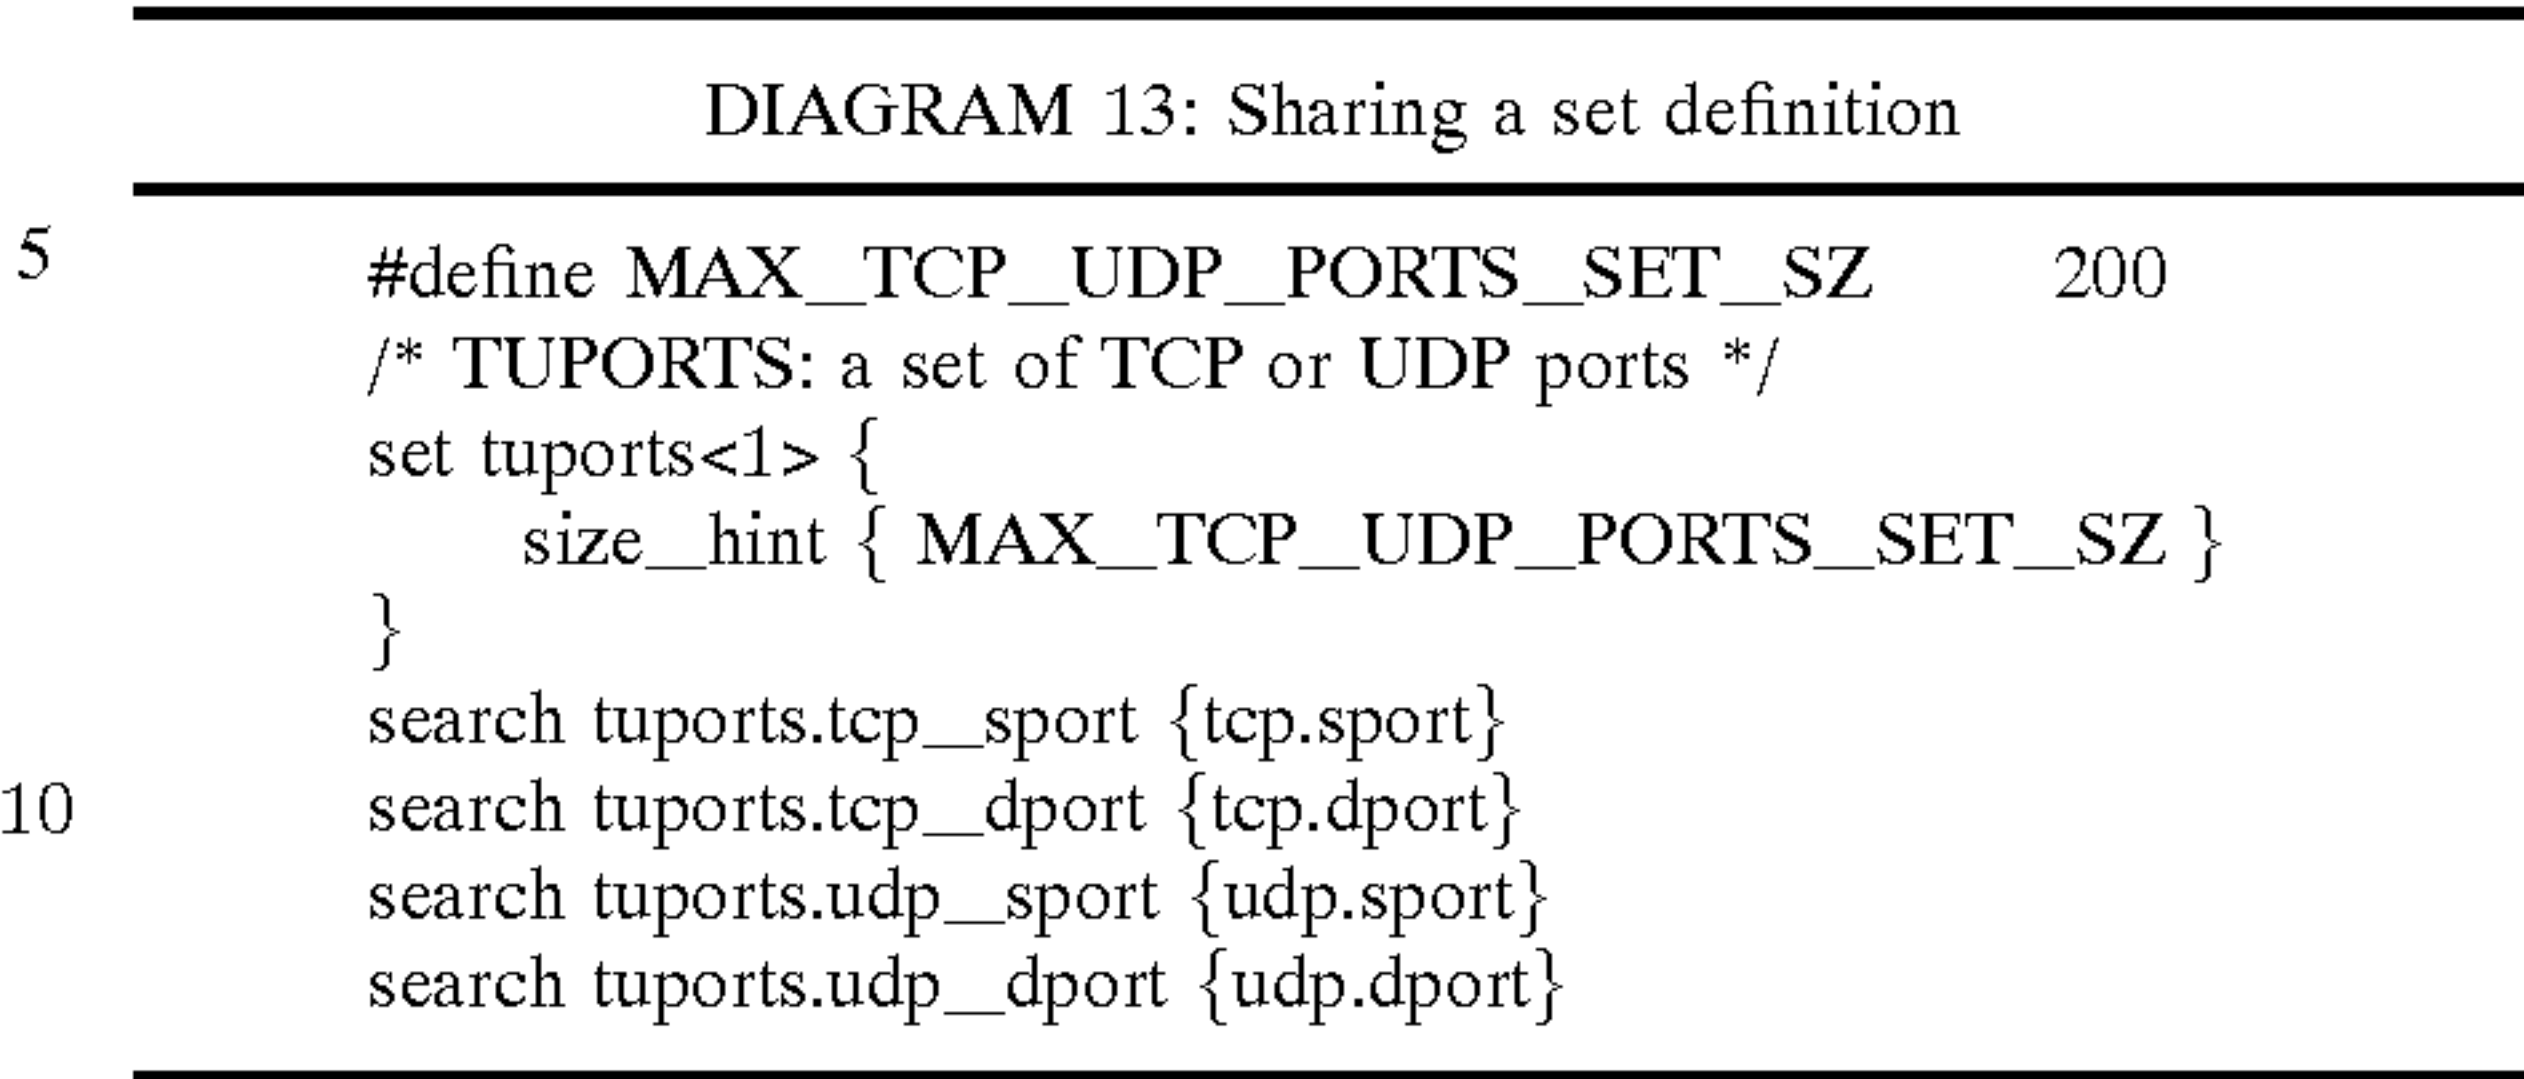 DIAGRAM 13: Sharing a set definition
5 #define MAX_TCP_UDP_PORTS_SET_SZ 200
/* TUPORTS: a set of TCP or UDP ports */
set tuports<1> {
size_hint { MAX_TCP_UDP_PORTS_SET_SZ }
}
search tuports.tcp_sport {tcp.sport}
10 search tuports.tcp_dport {tcp.dport}
search tuports.udp_sport {udp.sport}
search tuports.udp_dport {udp.dport}